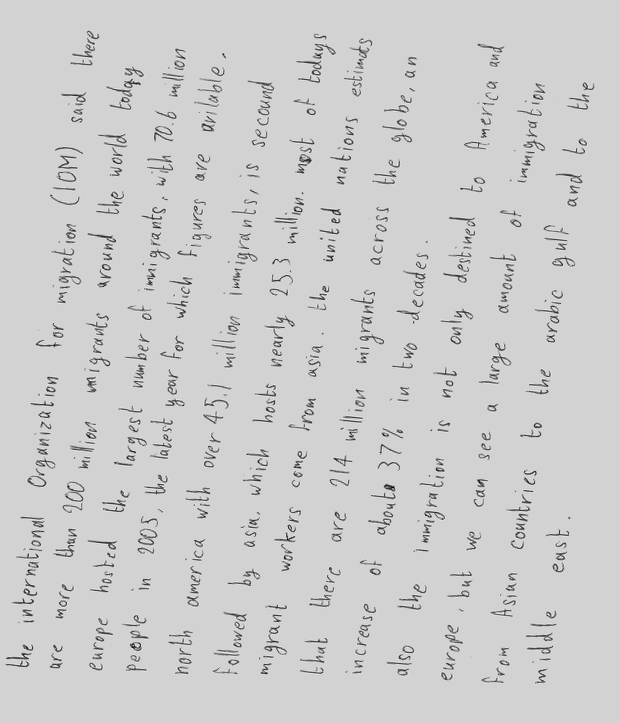 the international Organization for migration (IOM) said there
are more than 200 million migrants around the world today
europe hosted the largest number of immigrants, with 70.6 million
people in 2005, the latest year for which figures are avilable.
north america with over 45.1 million immigrants, is second
followed by asia, which hosts nearly 25.3 million. most of todays
migrant workers come from asia. the united nations estimats
that there are 214 million migrants across the globe, an
increase of about 37% in two decades.
also the immigration is not only destined to America and
europe, but we can see a large amount of immigration
from Asian countries to the arabic gulf and to the
middle east.